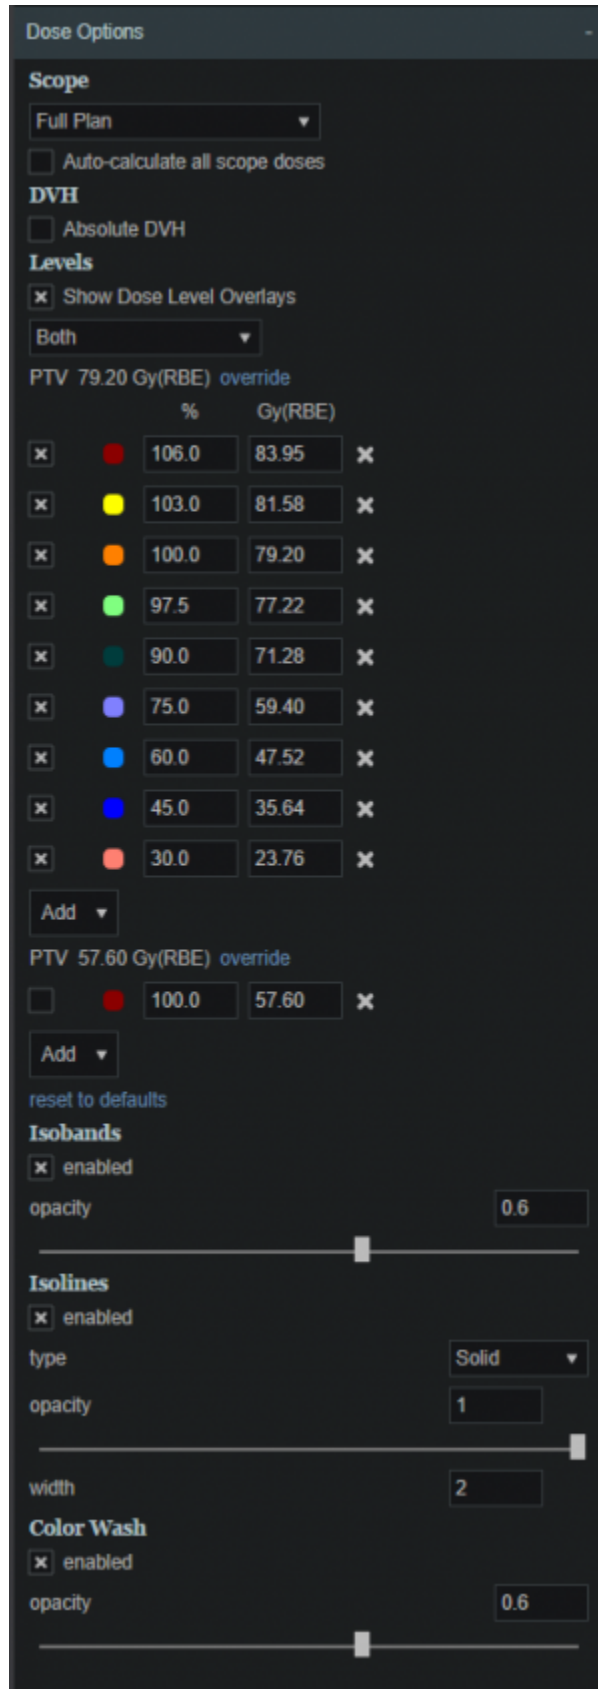 Dose Options -
Scope
Full Plan
Auto-calculate all scope doses
DVH
Absolute DVH
Levels
Show Dose Level Overlays
Both
PTV 79.20 Gy(RBE) override
% Gy(RBE)
106.0 83.95
103.0 81.58
100.0 79.20
97.5 77.22
90.0 71.28
75.0 59.40
60.0 47.52
45.0 35.64
30.0 23.76
Add
PTV 57.60 Gy(RBE) override
100.0 57.60
Add
reset to defaults
Isobands
enabled
opacity 0.6
Isolines
enabled
type Solid
opacity 1
width 2
Color Wash
enabled
opacity 0.6